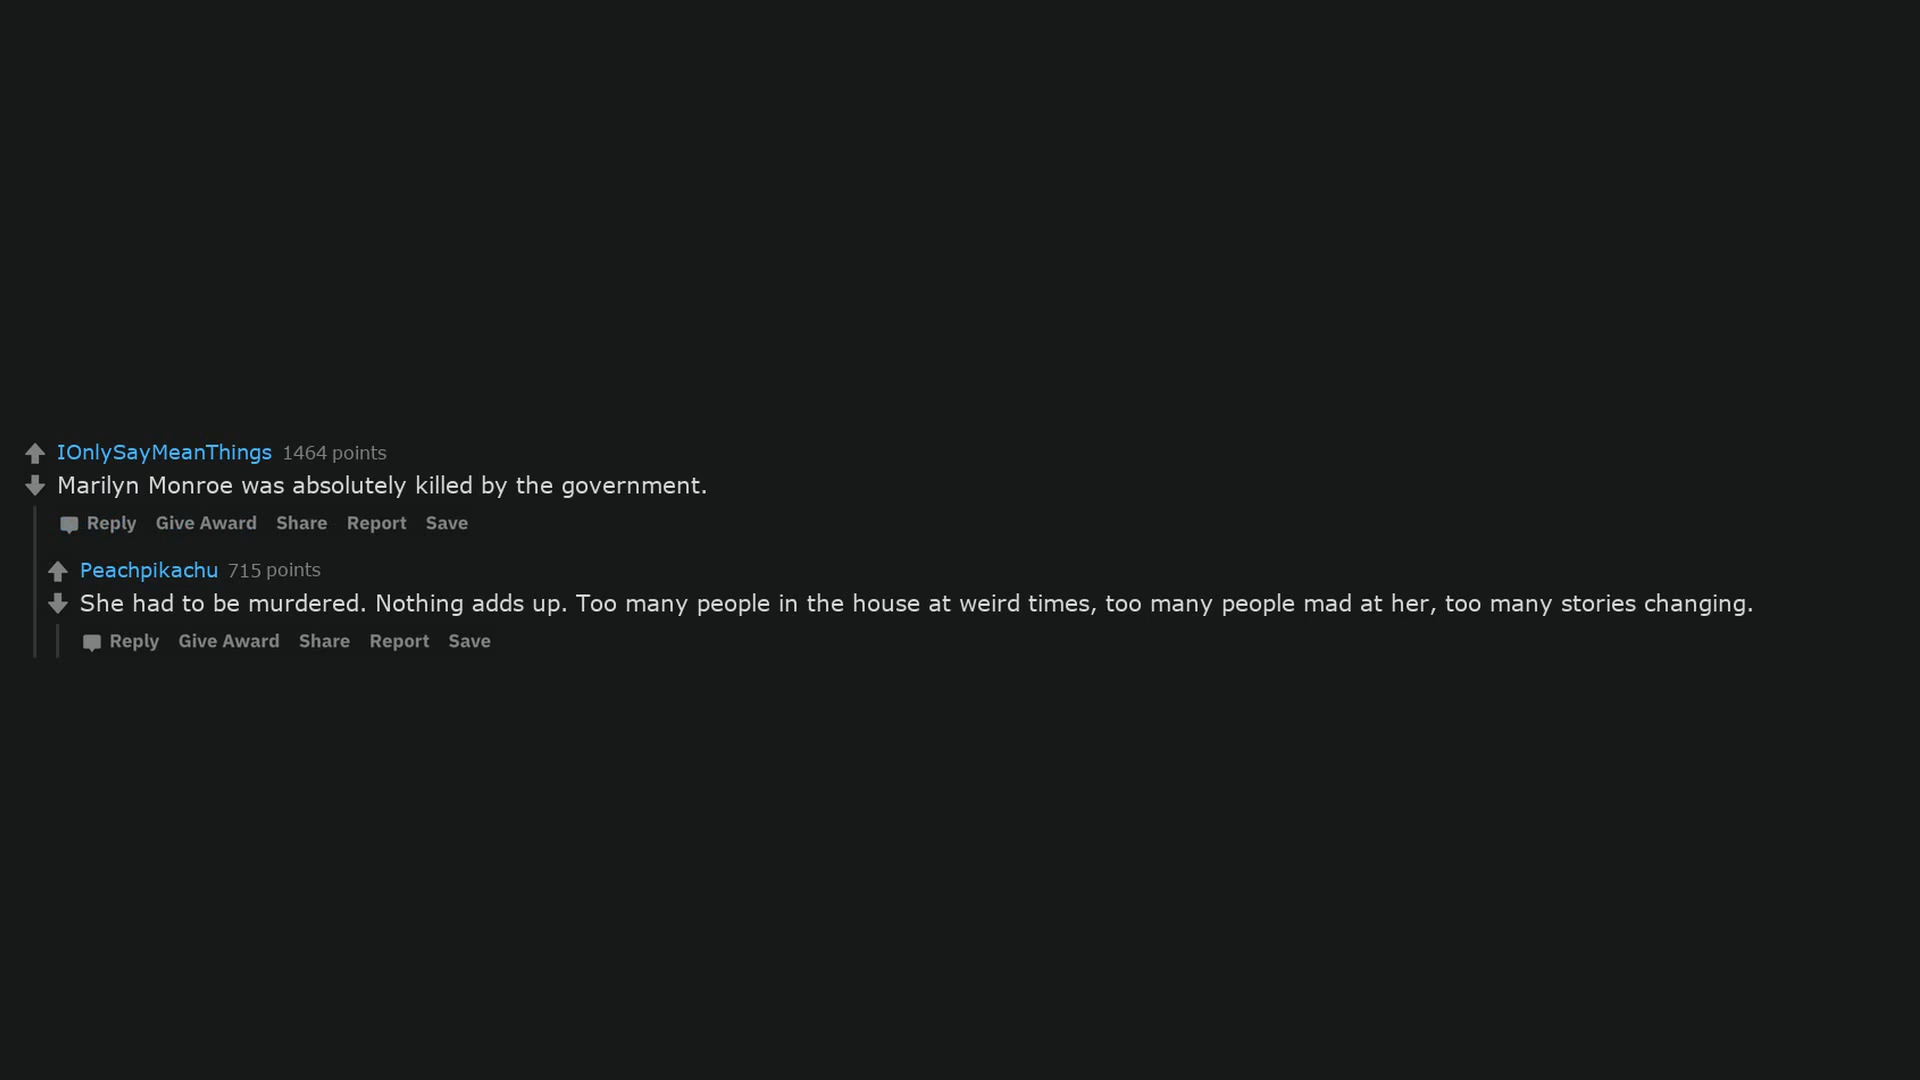 IOnlySayMeanThings 1464 points
Marilyn Monroe was absolutely killed by the government.
Reply Give Award Share Report Save
Peachpikachu 715 points
She had to be murdered. Nothing adds up. Too many people in the house at weird times, too many people mad at her, too many stories changing.
Reply Give Award Share Report Save